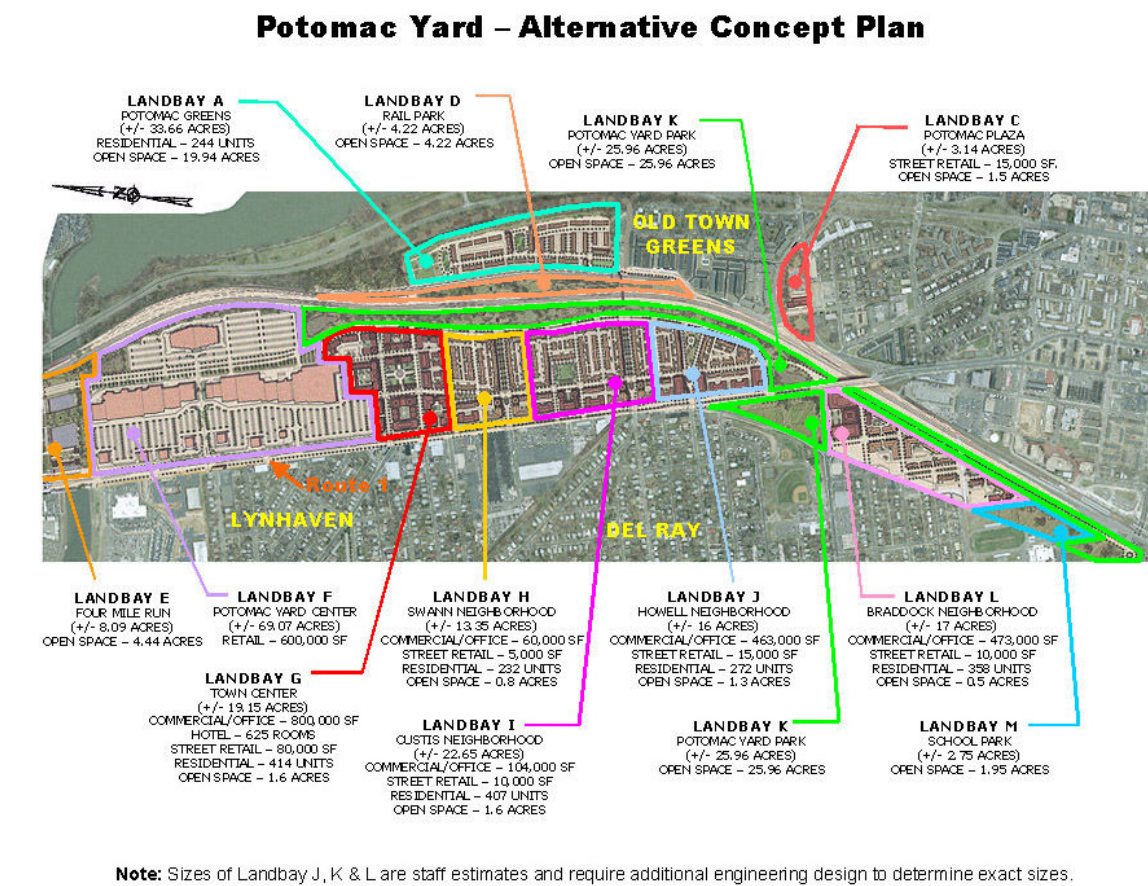 Potomac Yard – Alternative Concept Plan
LANDBAY A
POTOMAC GREENS
(+/- 33.66 ACRES)
RESIDENTIAL – 244 UNITS
OPEN SPACE – 19.94 ACRES
LANDBAY D
RAIL PARK
(+/- 4.22 ACRES)
OPEN SPACE – 4.22 ACRES
LANDBAY K
POTOMAC YARD PARK
(+/- 25.96 ACRES)
OPEN SPACE – 25.96 ACRES
LANDBAY C
POTOMAC PLAZA
(+/- 3.14 ACRES)
STREET RETAIL – 15,000 SF.
OPEN SPACE – 1.5 ACRES
OLD TOWN
GREENS
Route 1
LYNHAVEN
DEL RAY
LANDBAY E
FOUR MILE RUN
(+/- 8.09 ACRES)
OPEN SPACE – 4.44 ACRES
LANDBAY F
POTOMAC YARD CENTER
(+/- 69.07 ACRES)
RETAIL – 600,000 SF
LANDBAY H
SWANN NEIGHBORHOOD
(+/- 13.35 ACRES)
COMMERCIAL/OFFICE – 60,000 SF
STREET RETAIL – 5,000 SF
RESIDENTIAL – 232 UNITS
OPEN SPACE – 0.8 ACRES
LANDBAY J
HOWELL NEIGHBORHOOD
(+/- 16 ACRES)
COMMERCIAL/OFFICE – 463,000 SF
STREET RETAIL – 15,000 SF
RESIDENTIAL – 272 UNITS
OPEN SPACE – 1.3 ACRES
LANDBAY L
BRADDOCK NEIGHBORHOOD
(+/- 17 ACRES)
COMMERCIAL/OFFICE – 473,000 SF
STREET RETAIL – 10,000 SF
RESIDENTIAL – 358 UNITS
OPEN SPACE – 0.5 ACRES
LANDBAY G
TOWN CENTER
(+/- 19.15 ACRES)
COMMERCIAL/OFFICE – 800,000 SF
HOTEL – 625 ROOMS
STREET RETAIL – 80,000 SF
RESIDENTIAL – 414 UNITS
OPEN SPACE – 1.6 ACRES
LANDBAY I
CUSTIS NEIGHBORHOOD
(+/- 22.65 ACRES)
COMMERCIAL/OFFICE – 104,000 SF
STREET RETAIL – 10,000 SF
RESIDENTIAL – 407 UNITS
OPEN SPACE – 1.6 ACRES
LANDBAY K
POTOMAC YARD PARK
(+/- 25.96 ACRES)
OPEN SPACE – 25.96 ACRES
LANDBAY M
SCHOOL PARK
(+/- 2.75 ACRES)
OPEN SPACE – 1.95 ACRES
Note: Sizes of Landbay J, K & L are staff estimates and require additional engineering design to determine exact sizes.